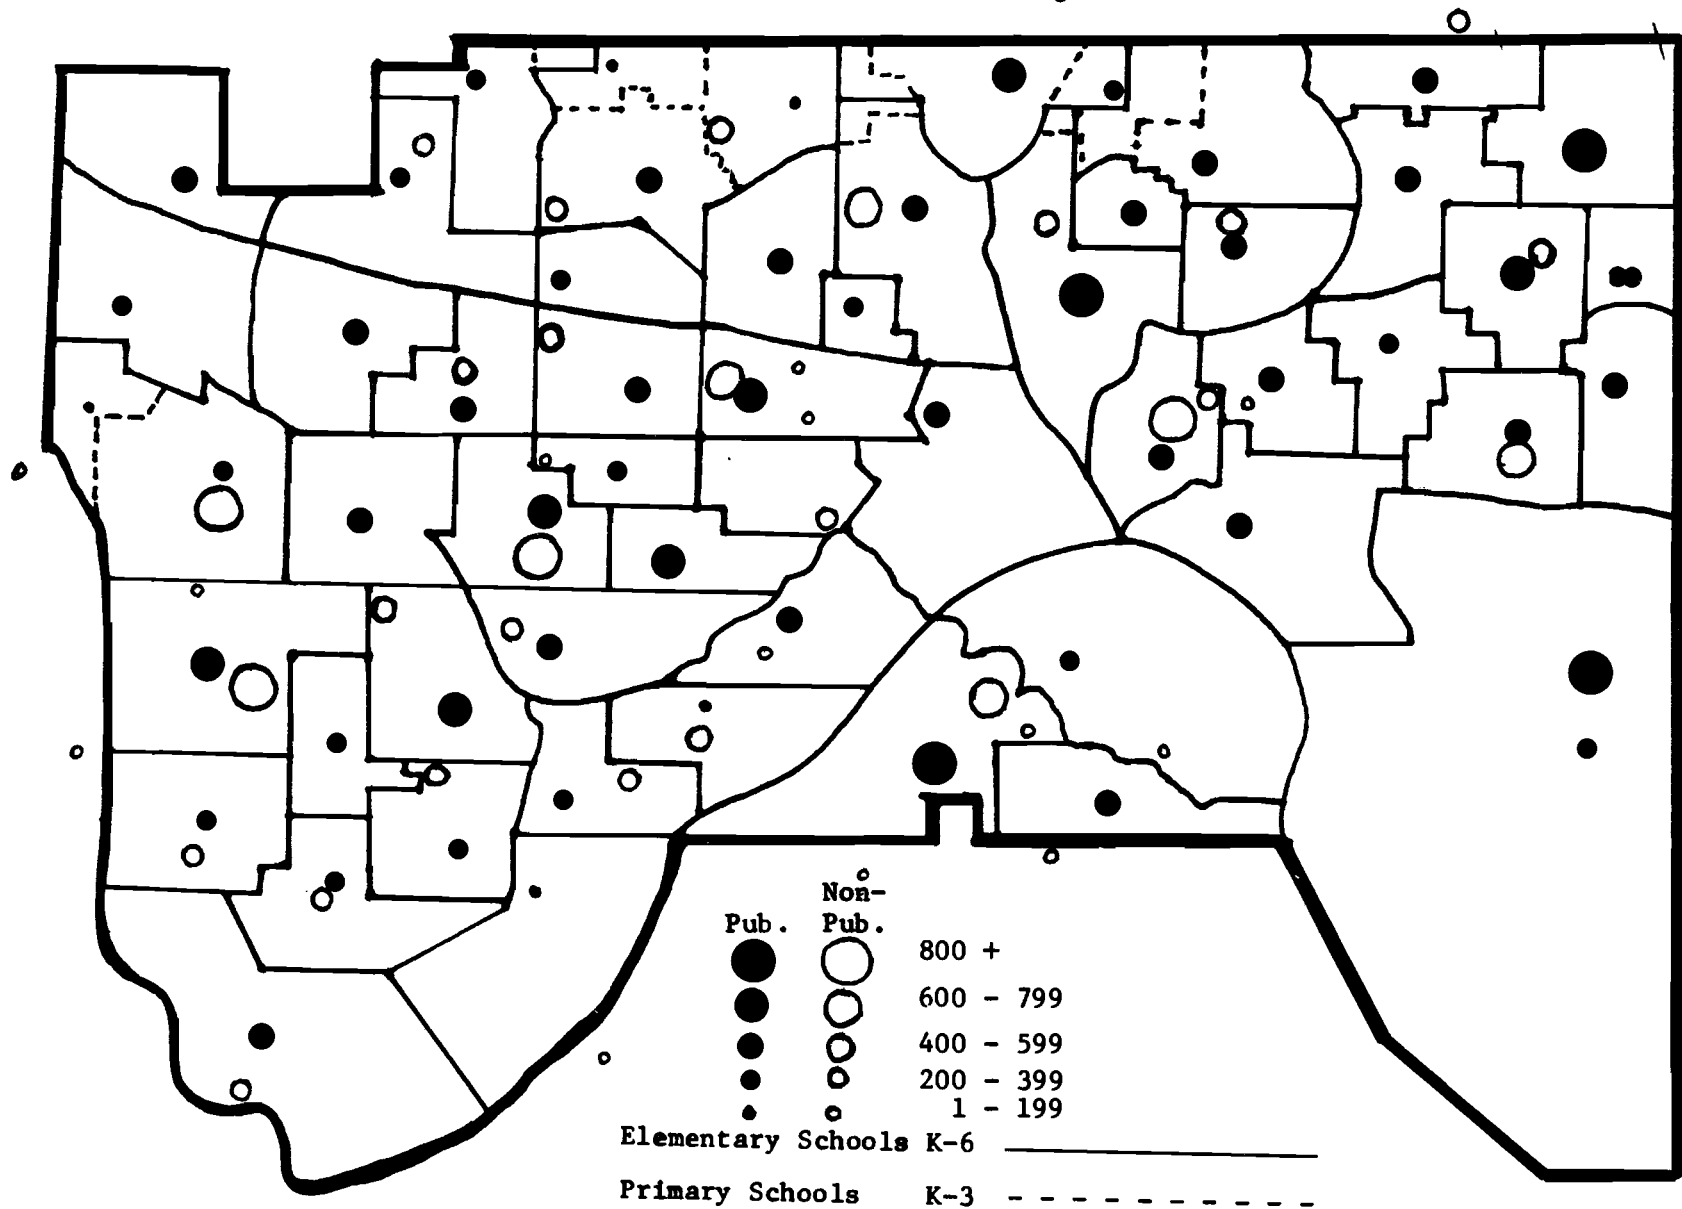 Non-
Pub. Pub.
800 +
600 - 799
400 - 599
200 - 399
1 - 199
Elementary Schools K-6
Primary Schools K-3